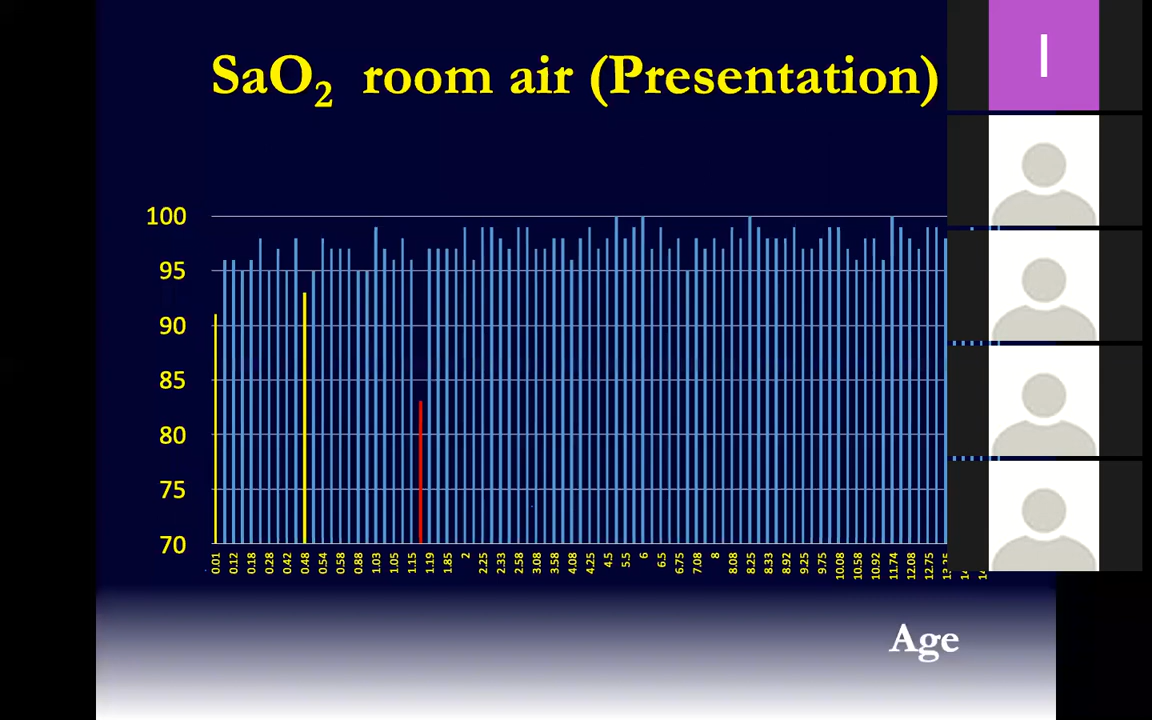 SaO₂ room air (Presentation)
I
100
95
90
85
80
75
70
0.01 0.12 0.18 0.28 0.42 0.48 0.54 0.58 0.88 1.03 1.05 1.15 1.19 1.85 2 2.25 2.33 2.58 3.08 3.58 4.08 4.25 4.5 5.5 6 6.5 6.75 7.08 8 8.08 8.33 8.92 9.25 9.75 10.08 10.58 10.92 11.74 12.08 12.75
Age